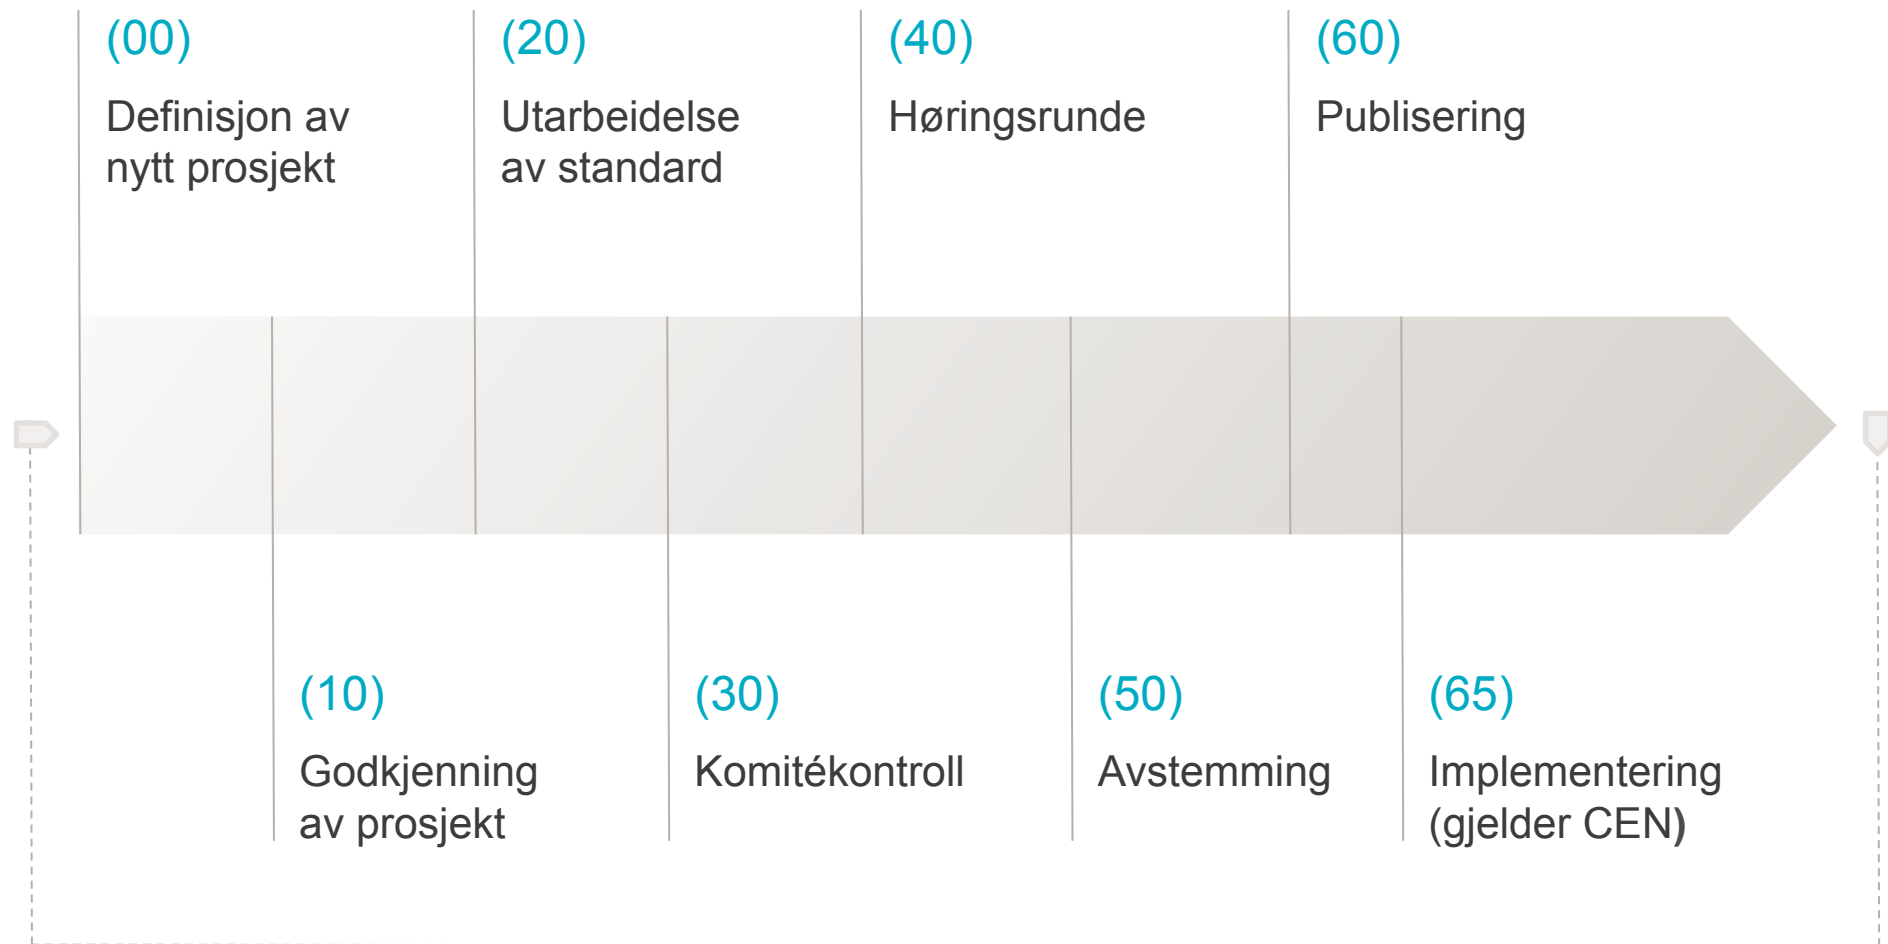 (00)
Definisjon av
nytt prosjekt
(20)
Utarbeidelse
av standard
(40)
Høringsrunde
(60)
Publisering
(10)
Godkjenning
av prosjekt
(30)
Komitékontroll
(50)
Avstemming
(65)
Implementering
(gjelder CEN)